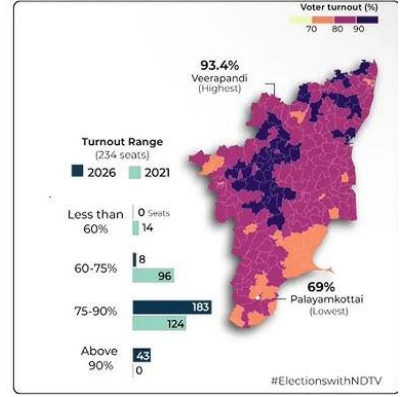 Voter turnout (%)
70 80 90
93.4%
Veerapandi
(Highest)
Turnout Range
(234 seats)
2026 2021
Less than
60%
0 Seats
14
60-75%
8
96
75-90%
183
124
Above
90%
43
0
69%
Palayamkottai
(Lowest)
#ElectionswithNDTV